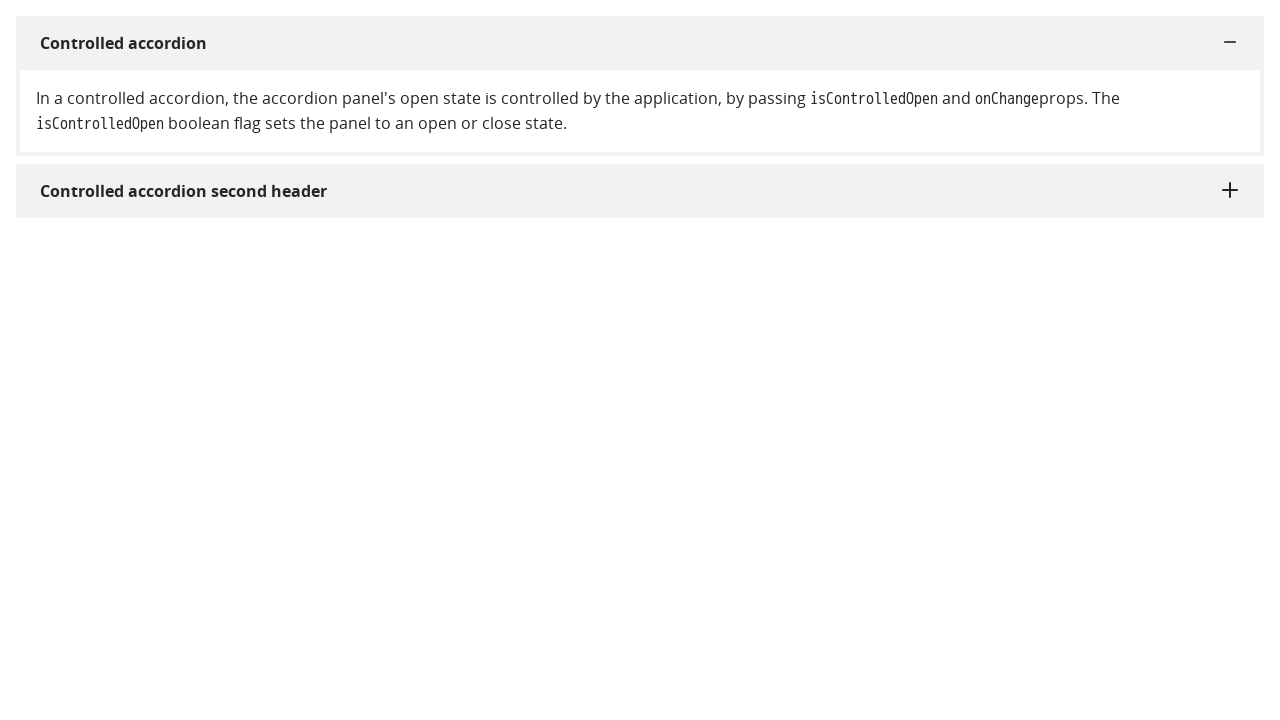 Controlled accordion
In a controlled accordion, the accordion panel's open state is controlled by the application, by passing isControlledOpen and onChangeprops. The
isControlledOpen boolean flag sets the panel to an open or close state.
Controlled accordion second header